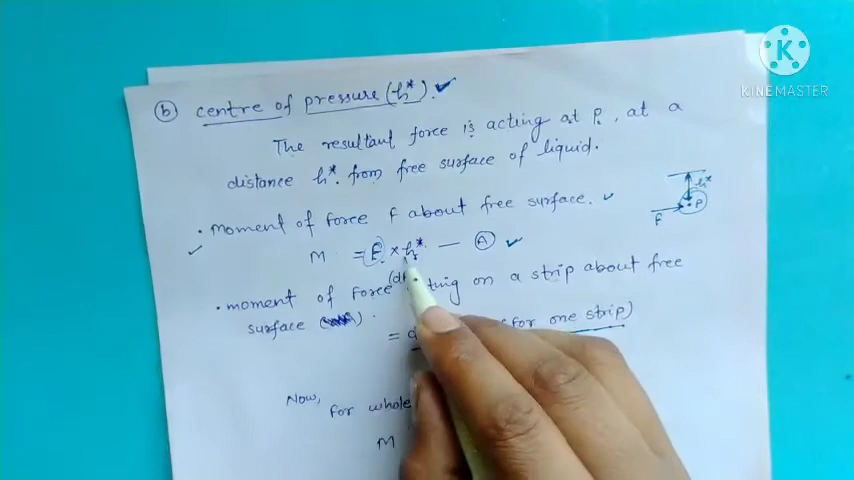 K
KINEMASTER
(b) centre of pressure (h*). ✓
The resultant force is acting at P, at a
distance h* from free surface of liquid.
• moment of force F about free surface. ✓
h*
P
F
✓ M = F × h* — (A) ✓
(dF)
• moment of force acting on a strip about free
surface
= (for one strip)
Now,
for whole
M